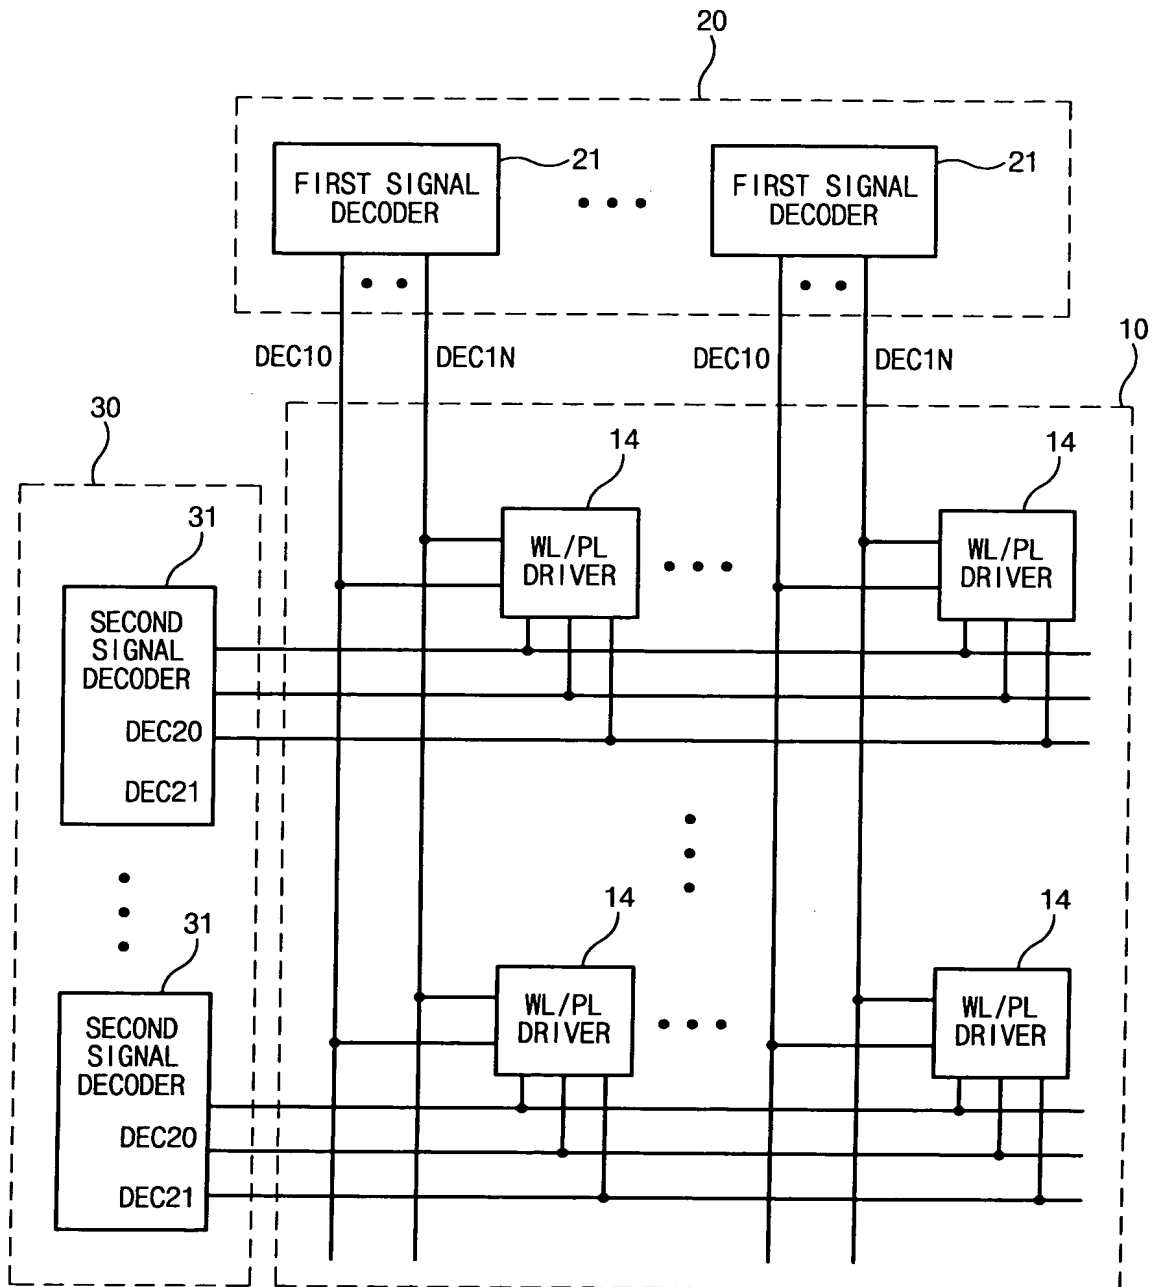 20
FIRST SIGNAL
DECODER
21
FIRST SIGNAL
DECODER
21
DEC10
DEC1N
DEC10
DEC1N
10
30
14
14
31
WL/PL
DRIVER
WL/PL
DRIVER
SECOND
SIGNAL
DECODER
DEC20
DEC21
14
14
31
WL/PL
DRIVER
WL/PL
DRIVER
SECOND
SIGNAL
DECODER
DEC20
DEC21